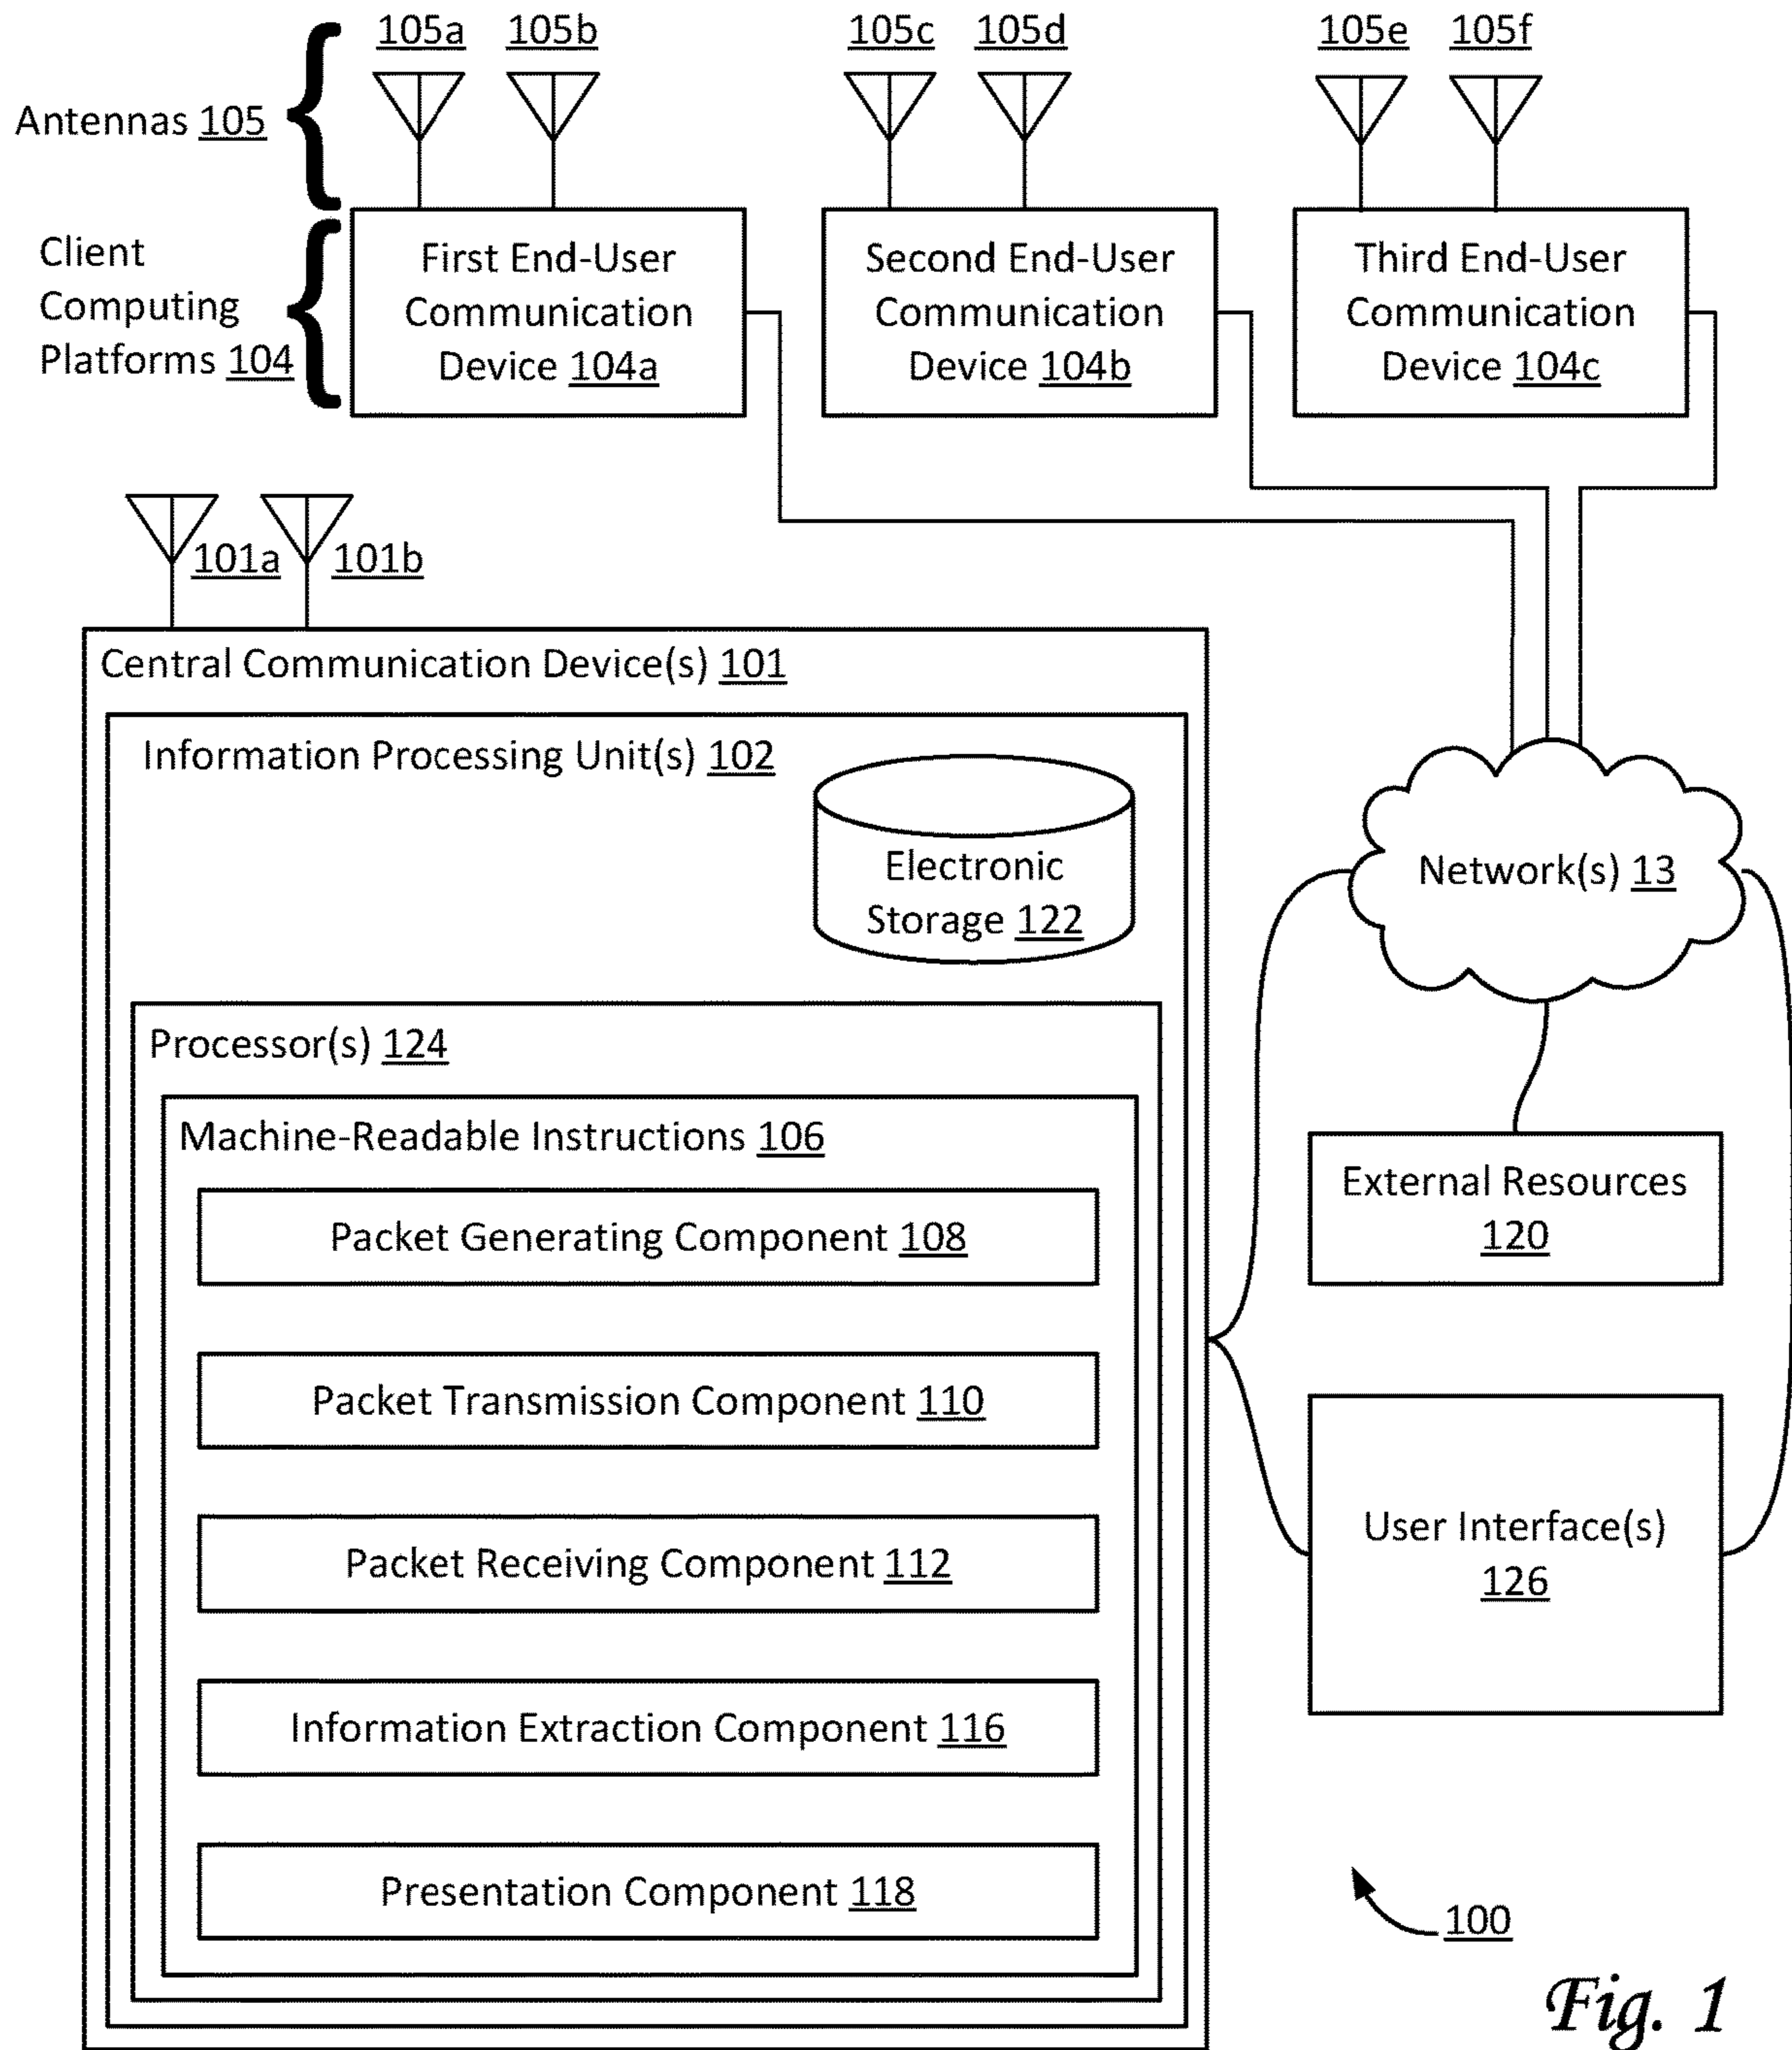 105a 105b 105c 105d 105e 105f
Antennas 105
Client
Computing
Platforms 104
First End-User
Communication
Device 104a
Second End-User
Communication
Device 104b
Third End-User
Communication
Device 104c
101a 101b
Central Communication Device(s) 101
Information Processing Unit(s) 102
Electronic
Storage 122
Network(s) 13
Processor(s) 124
Machine-Readable Instructions 106
External Resources
120
Packet Generating Component 108
Packet Transmission Component 110
Packet Receiving Component 112
User Interface(s)
126
Information Extraction Component 116
Presentation Component 118
100
Fig. 1